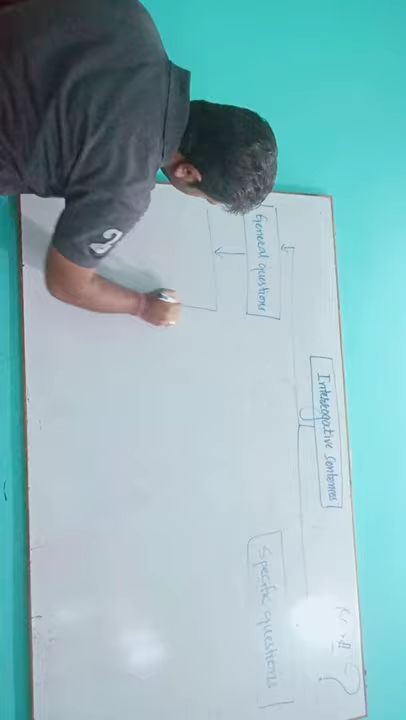 Interrogative Sentences
General questions
Specific questions
?